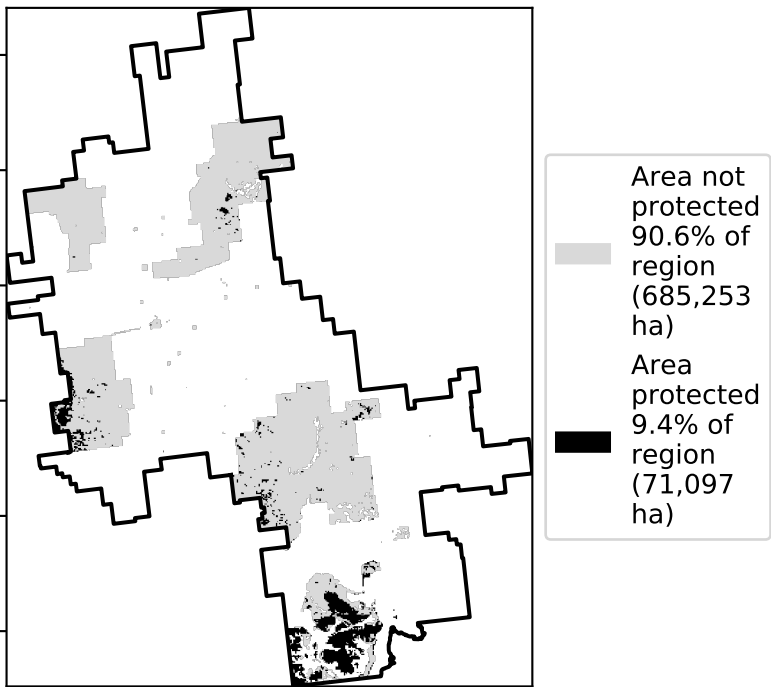 Area not
protected
90.6% of
region
(685,253
ha)
Area
protected
9.4% of
region
(71,097
ha)